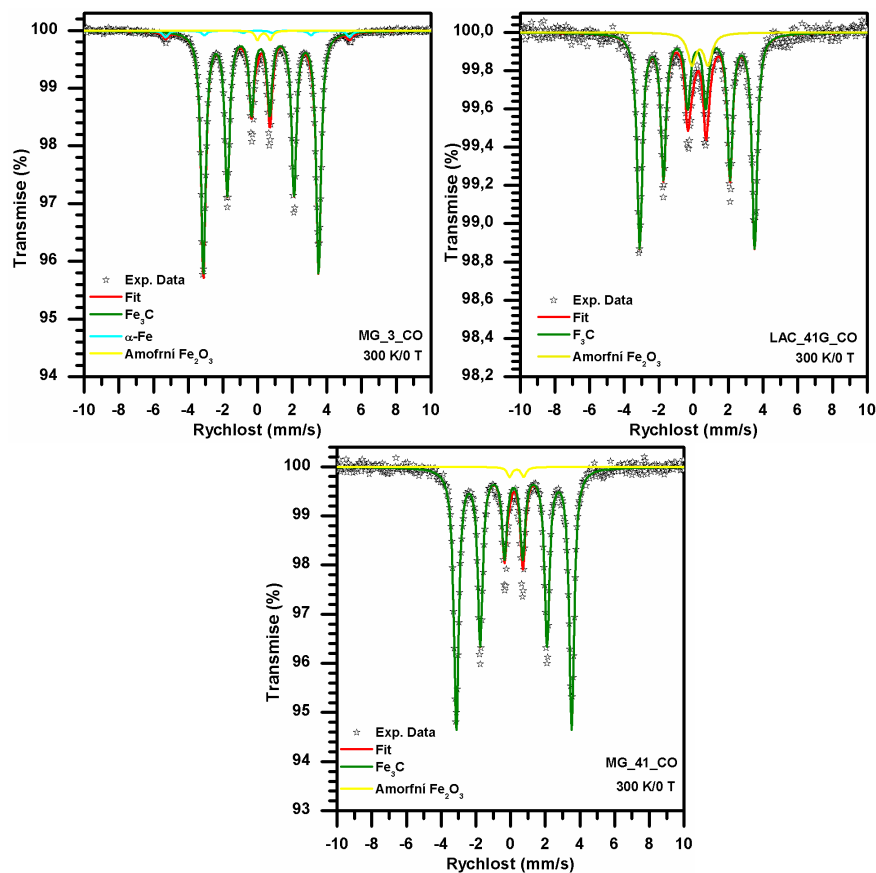 100
99
98
97
96
95
94
Transmise (%)
Exp. Data
Fit
Fe₃C
α-Fe
Amofrní Fe₂O₃
MG_3_CO
300 K/0 T
-10 -8 -6 -4 -2 0 2 4 6 8 10
Rychlost (mm/s)
100,0
99,8
99,6
99,4
99,2
99,0
98,8
98,6
98,4
98,2
Transmise (%)
Exp. Data
Fit
F₃C
Amorfní Fe₂O₃
LAC_41G_CO
300 K/0 T
-10 -8 -6 -4 -2 0 2 4 6 8 10
Rychlost (mm/s)
100
99
98
97
96
95
94
93
Transmise (%)
Exp. Data
Fit
Fe₃C
Amorfní Fe₂O₃
MG_41_CO
300 K/0 T
-10 -8 -6 -4 -2 0 2 4 6 8 10
Rychlost (mm/s)